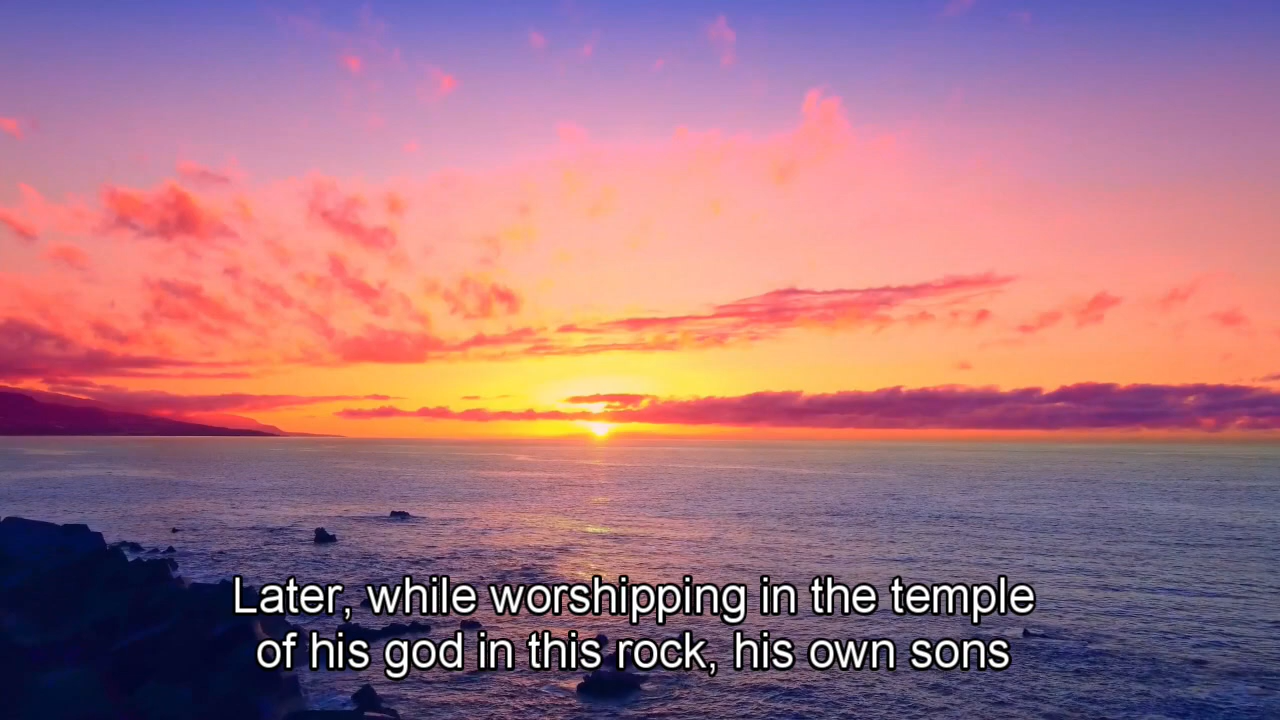 Later, while worshipping in the temple
of his god in this rock, his own sons